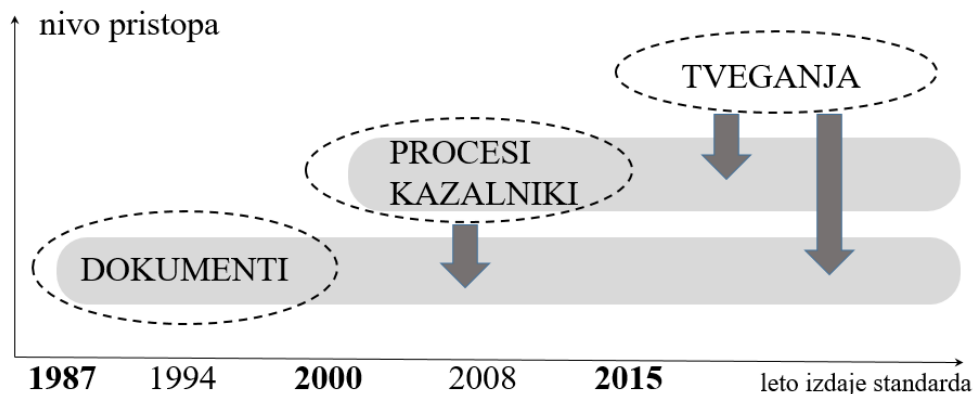 nivo pristopa
TVEGANJA
PROCESI
KAZALNIKI
DOKUMENTI
1987 1994 2000 2008 2015 leto izdaje standarda